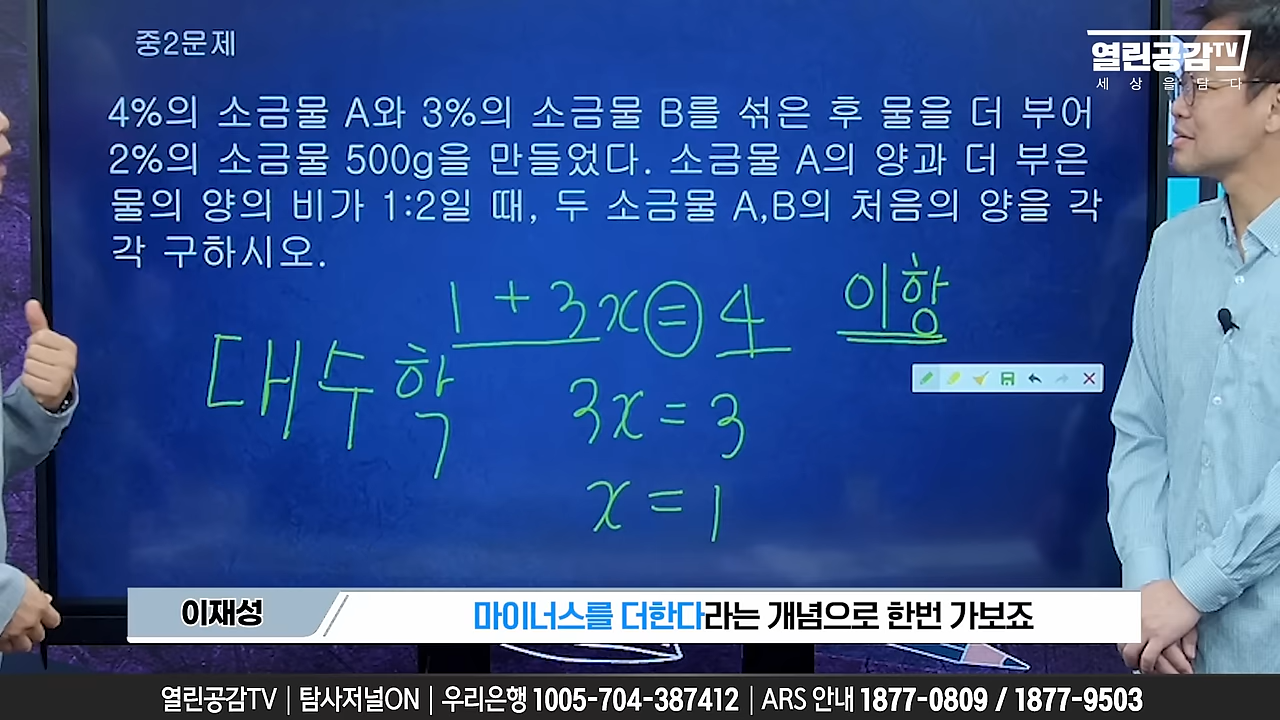 중2문제
열린공감TV
세상을담다
4%의 소금물 A와 3%의 소금물 B를 섞은 후 물을 더 부어
2%의 소금물 500g을 만들었다. 소금물 A의 양과 더 부은
물의 양의 비가 1:2일 때, 두 소금물 A,B의 처음의 양을 각
각 구하시오.
1 + 3x = 4
이항
대수학
3x = 3
x = 1
이재성
마이너스를 더한다라는 개념으로 한번 가보죠
열린공감TV | 탐사저널ON | 우리은행 1005-704-387412 | ARS 안내 1877-0809 / 1877-9503